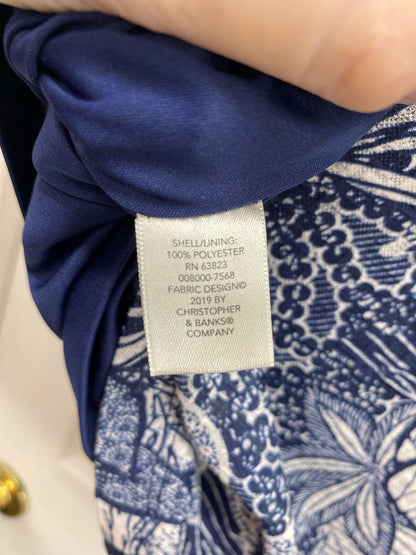 SHELL/LINING:
100% POLYESTER
RN 63823
008000-7568
FABRIC DESIGN©
2019 BY
CHRISTOPHER
& BANKS®
COMPANY